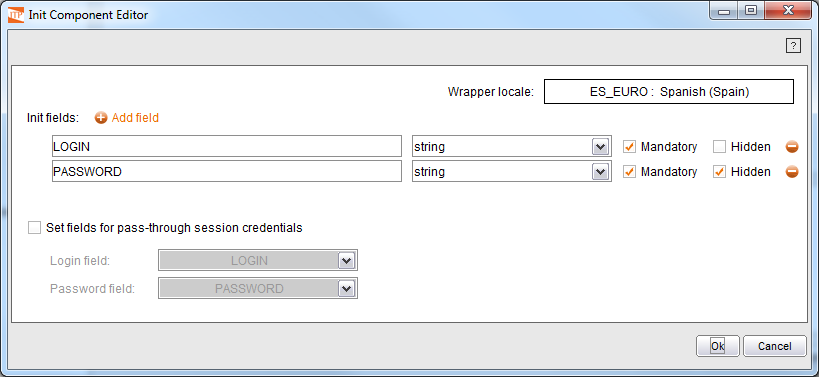 ITP Init Component Editor
?
Wrapper locale: ES_EURO : Spanish (Spain)
Init fields: Add field
LOGIN string Mandatory Hidden
PASSWORD string Mandatory Hidden
Set fields for pass-through session credentials
Login field: LOGIN
Password field: PASSWORD
Ok Cancel